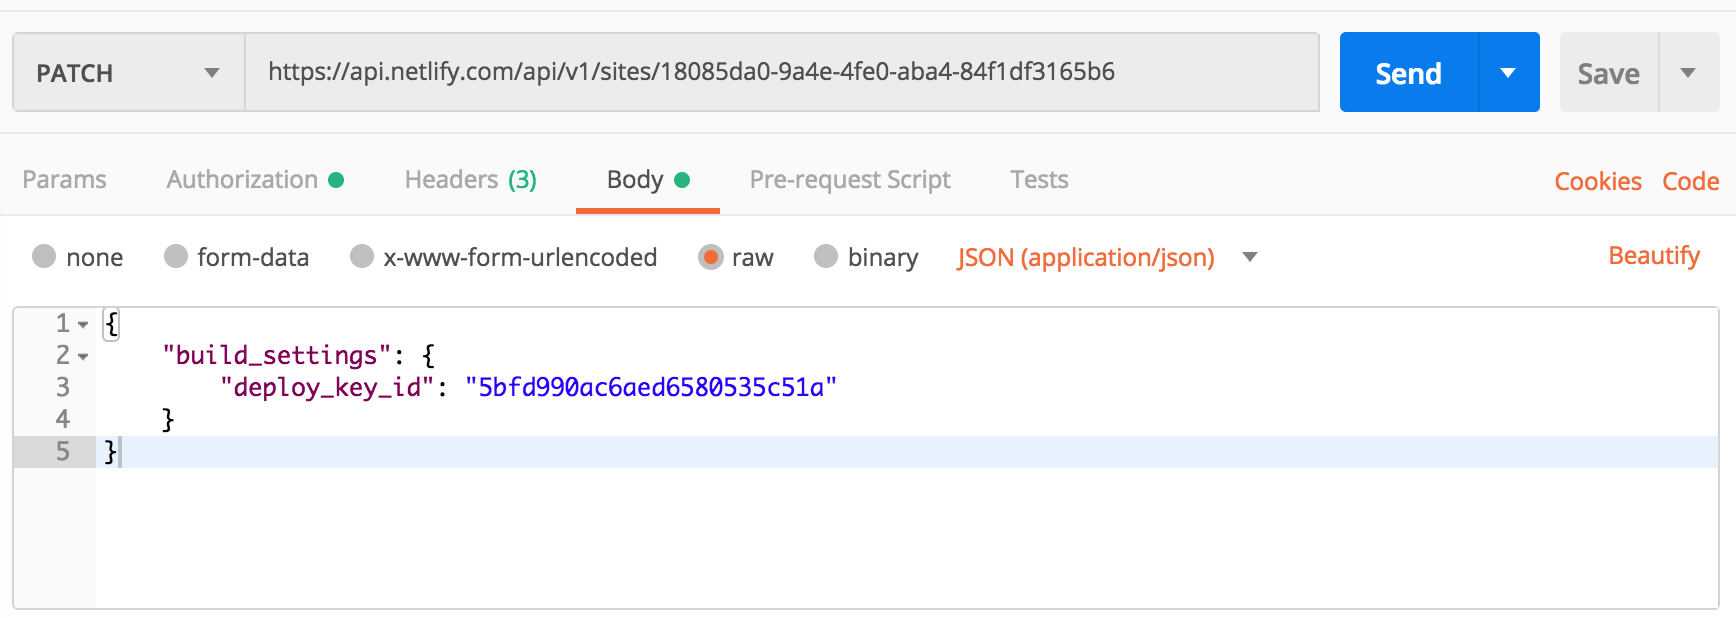 PATCH https://api.netlify.com/api/v1/sites/18085da0-9a4e-4fe0-aba4-84f1df3165b6 Send Save
Params Authorization Headers (3) Body Pre-request Script Tests Cookies Code
none form-data x-www-form-urlencoded raw binary JSON (application/json) Beautify
1 {
2 "build_settings": {
3 "deploy_key_id": "5bfd990ac6aed6580535c51a"
4 }
5 }